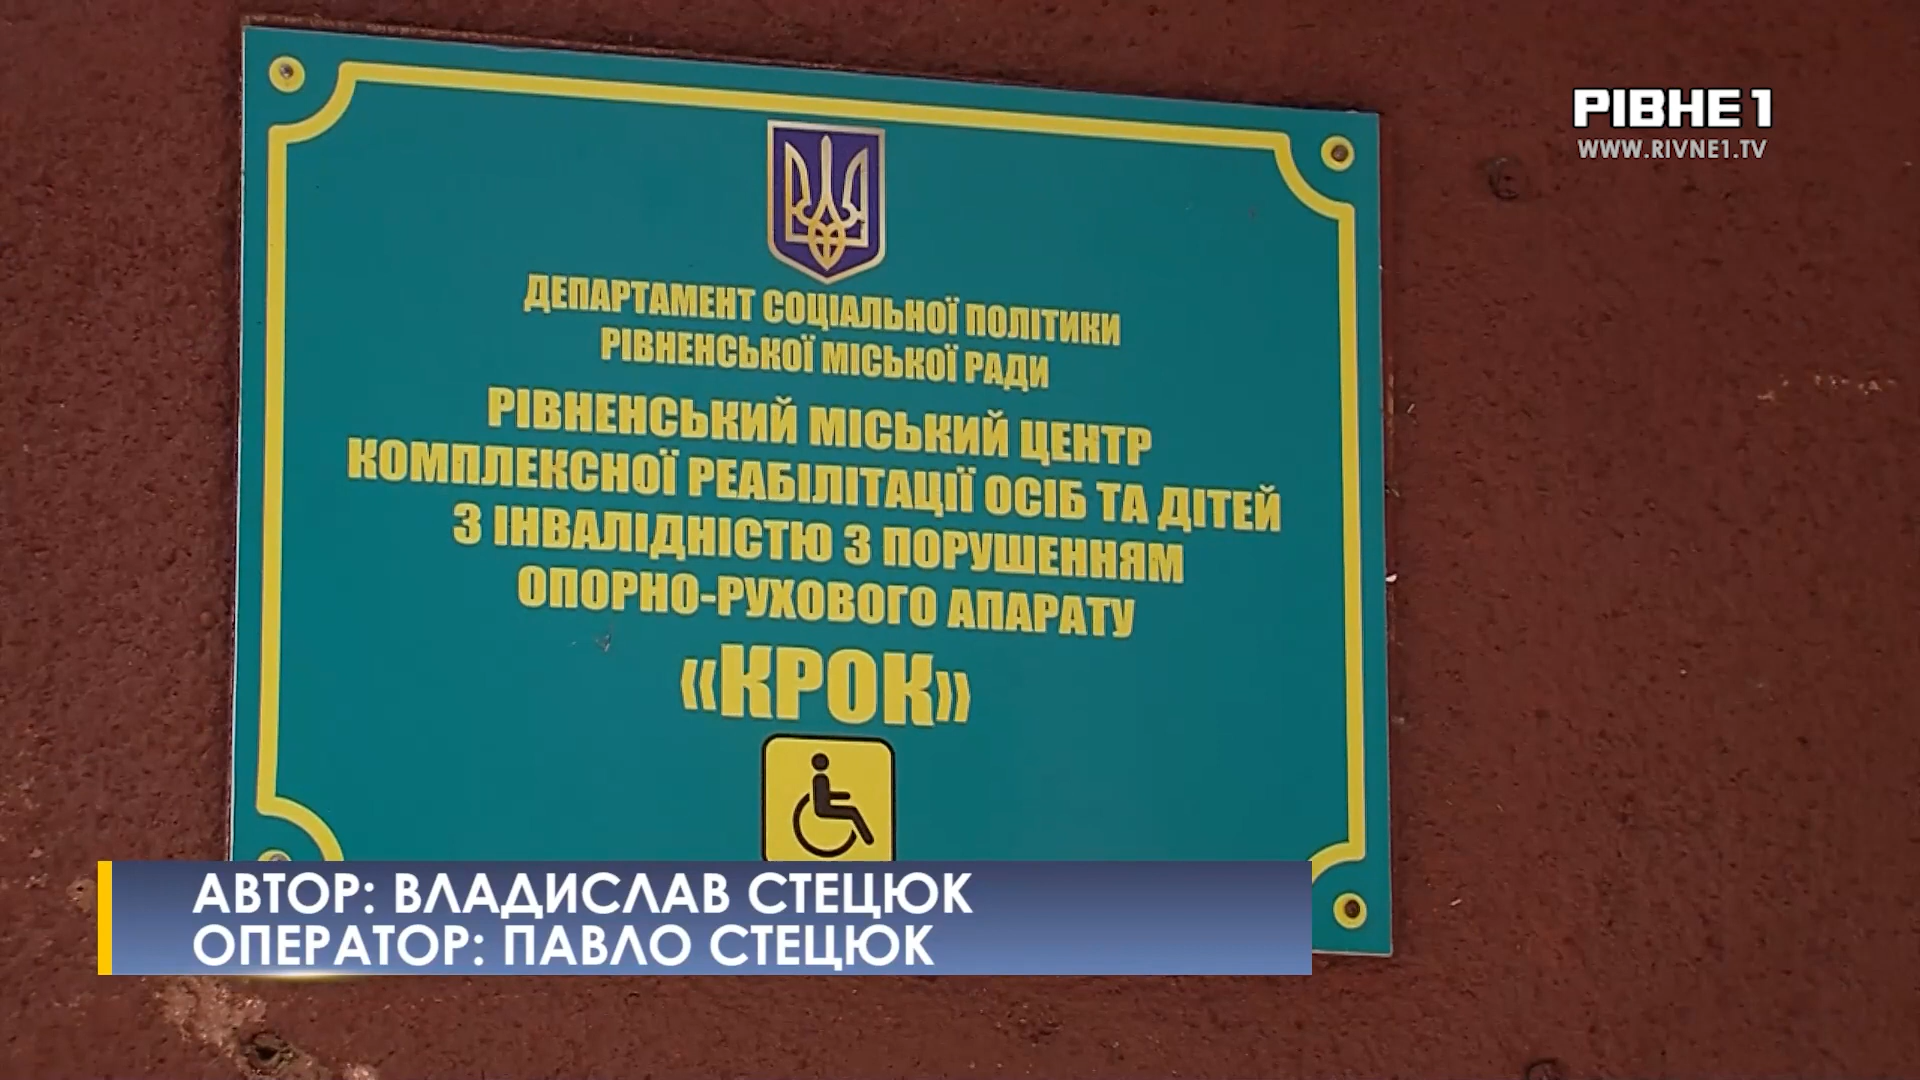 РІВНЕ 1
WWW.RIVNE1.TV
ДЕПАРТАМЕНТ СОЦІАЛЬНОЇ ПОЛІТИКИ
РІВНЕНСЬКОЇ МІСЬКОЇ РАДИ
РІВНЕНСЬКИЙ МІСЬКИЙ ЦЕНТР
КОМПЛЕКСНОЇ РЕАБІЛІТАЦІЇ ОСІБ ТА ДІТЕЙ
З ІНВАЛІДНІСТЮ З ПОРУШЕННЯМ
ОПОРНО-РУХОВОГО АПАРАТУ
«КРОК»
АВТОР: ВЛАДИСЛАВ СТЕЦЮК
ОПЕРАТОР: ПАВЛО СТЕЦЮК